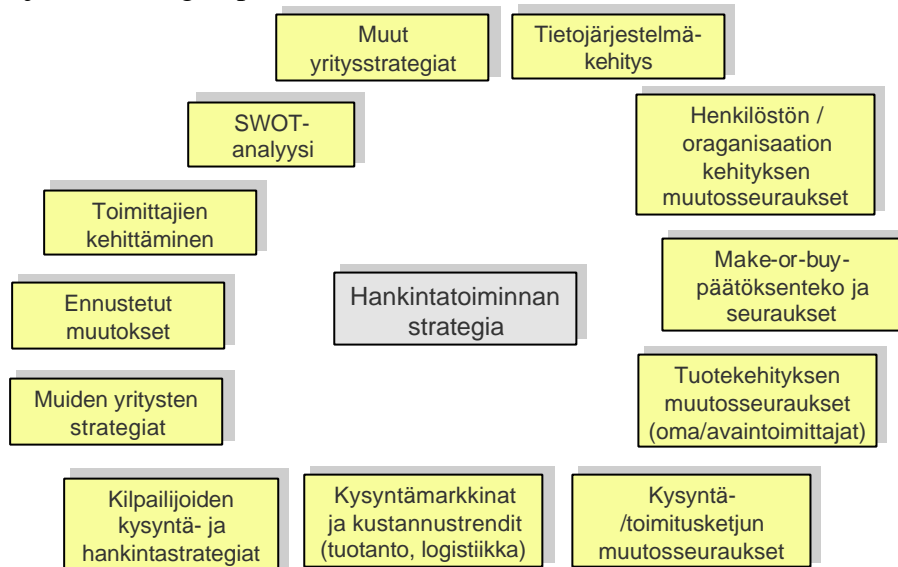 Muut
yritysstrategiat
Tietojärjestelmä-
kehitys
SWOT-
analyysi
Henkilöstön /
oraganisaation
kehityksen
muutosseuraukset
Toimittajien
kehittäminen
Make-or-buy-
päätöksenteko ja
seuraukset
Ennustetut
muutokset
Hankintatoiminnan
strategia
Tuotekehityksen
muutosseuraukset
(oma/avaintoimittajat)
Muiden yritysten
strategiat
Kilpailijoiden
kysyntä- ja
hankintastrategiat
Kysyntämarkkinat
ja kustannustrendit
(tuotanto, logistiikka)
Kysyntä-
/toimitusketjun
muutosseuraukset